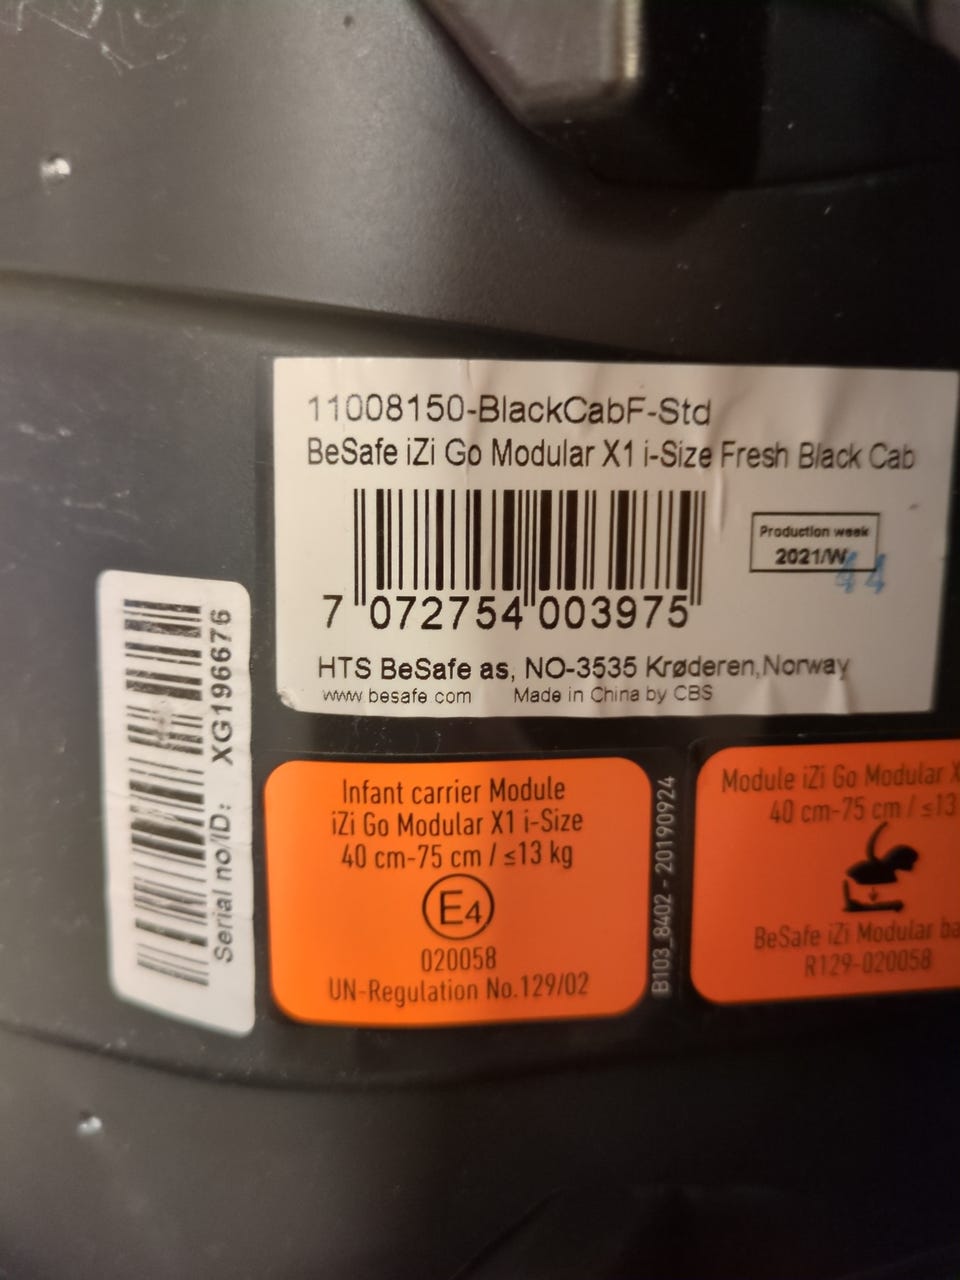 11008150-BlackCabF-Std
BeSafe iZi Go Modular X1 i-Size Fresh Black Cab
Production week
2021/W 44
7 072754 003975
HTS BeSafe as, NO-3535 Krøderen, Norway
www.besafe.com Made in China by CBS
Serial no/ID: XG196676
Infant carrier Module
iZi Go Modular X1 i-Size
40 cm-75 cm / ≤13 kg
E4
020058
UN-Regulation No.129/02
B103_8402 - 20190924
Module iZi Go Modular X
40 cm-75 cm / ≤13
BeSafe iZi Modular ba
R129-020058